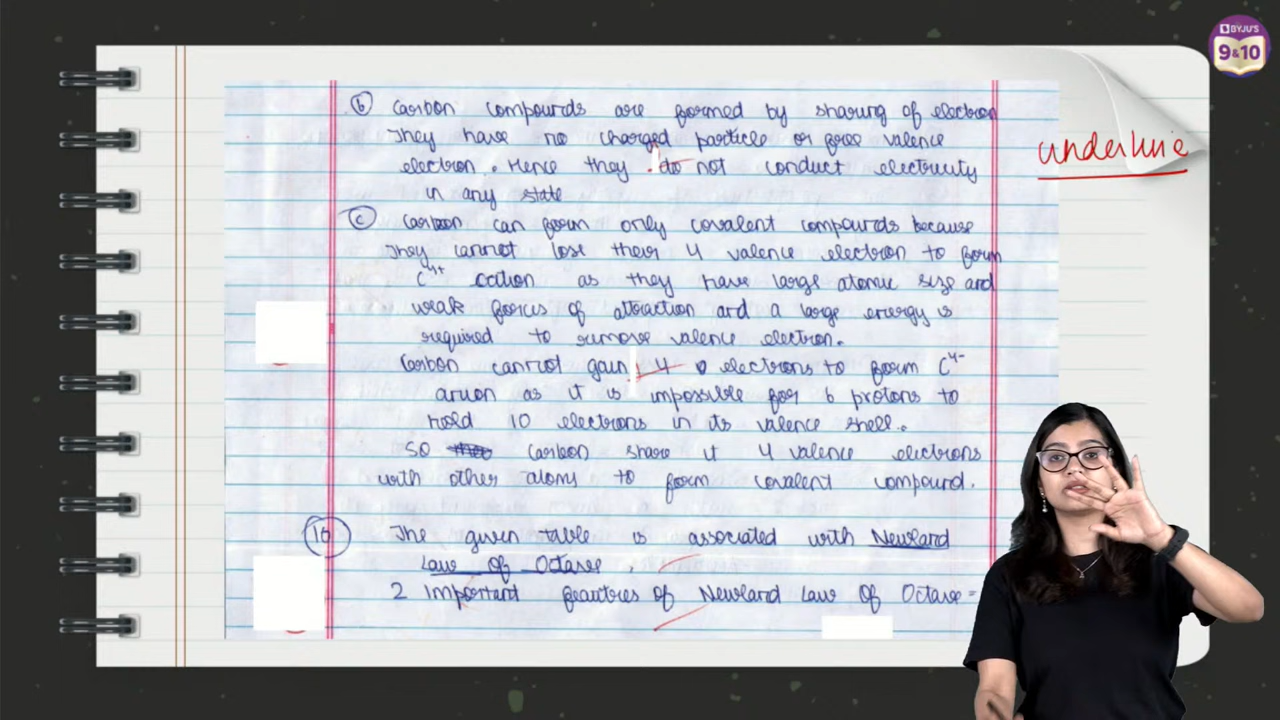 BYJU'S
9&10
(b) Carbon compounds are formed by sharing of electron
They have no charged particle or free valence
electron. Hence they do not conduct electricity
in any state
underline
(c) Carbon can form only covalent compounds because
They cannot lose their 4 valence electron to form
C4+ cation as they have large atomic size and
weak forces of attraction and a large energy is
required to remove valence electron.
Carbon cannot gain 4 electrons to form C4-
anion as it is impossible for 6 protons to
hold 10 electrons in its valence shell.
So carbon share it 4 valence electrons
with other atoms to form covalent compound.
16 The given table is associated with Newland
Law Of Octave.
2 Important feautries of Newland Law Of Octave =